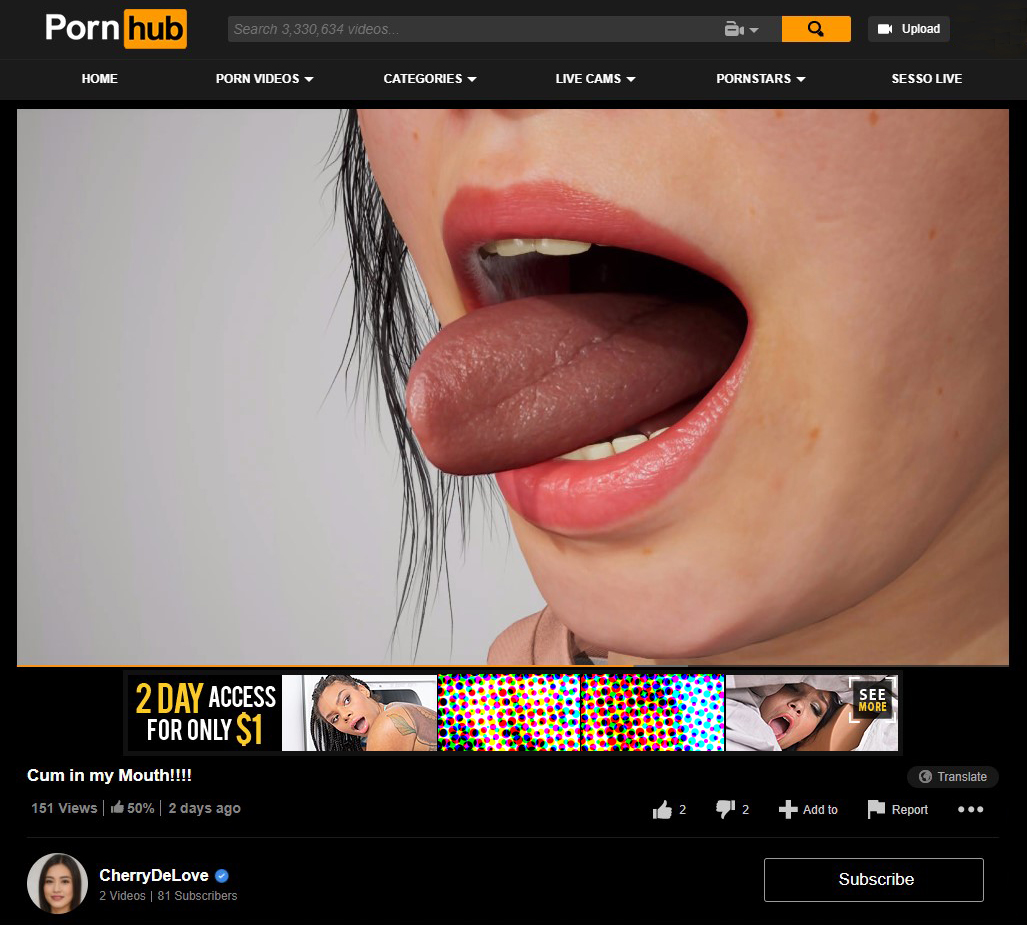 Pornhub
Search 3,330,634 videos...
Upload
HOME
PORN VIDEOS
CATEGORIES
LIVE CAMS
PORNSTARS
SESSO LIVE
2 DAY ACCESS
FOR ONLY $1
SEE
MORE
Cum in my Mouth!!!!
Translate
151 Views | 50% | 2 days ago
2
2
Add to
Report
CherryDeLove
2 Videos | 81 Subscribers
Subscribe